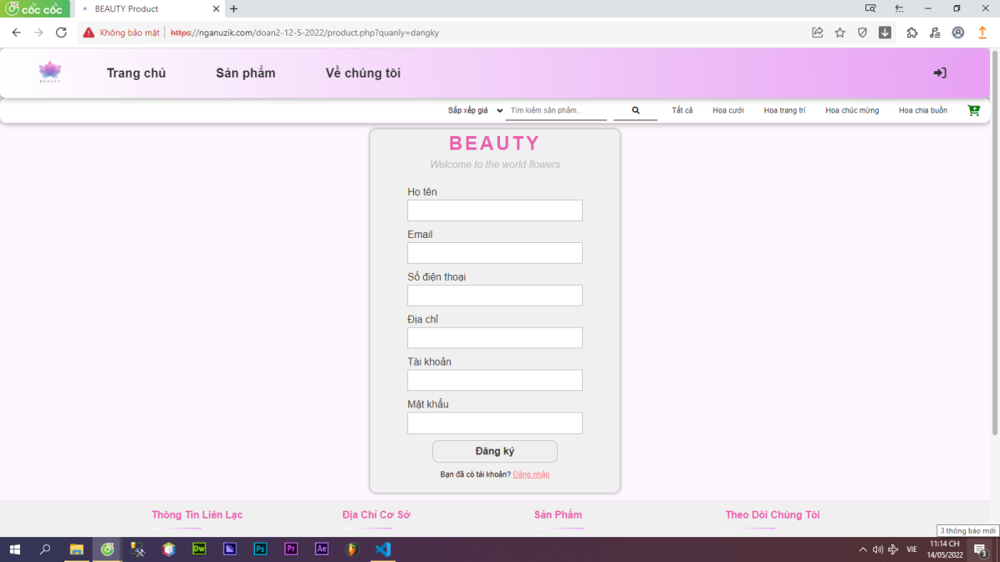 cốc cốc
BEAUTY Product
Không bảo mật
https://nganuzik.com/doan2-12-5-2022/product.php?quanly=dangky
BEAUTY
Trang chủ
Sản phẩm
Về chúng tôi
Sắp xếp giá
Tìm kiếm sản phẩm...
Tất cả
Hoa cưới
Hoa trang trí
Hoa chúc mừng
Hoa chia buồn
BEAUTY
Welcome to the world flowers
Họ tên
Email
Số điện thoại
Địa chỉ
Tài khoản
Mật khẩu
Đăng ký
Bạn đã có tài khoản? Đăng nhập
Thông Tin Liên Lạc
Địa Chỉ Cơ Sở
Sản Phẩm
Theo Dõi Chúng Tôi
3 thông báo mới
Dw
Ps
Pr
Ae
VIE
11:14 CH
14/05/2022
3